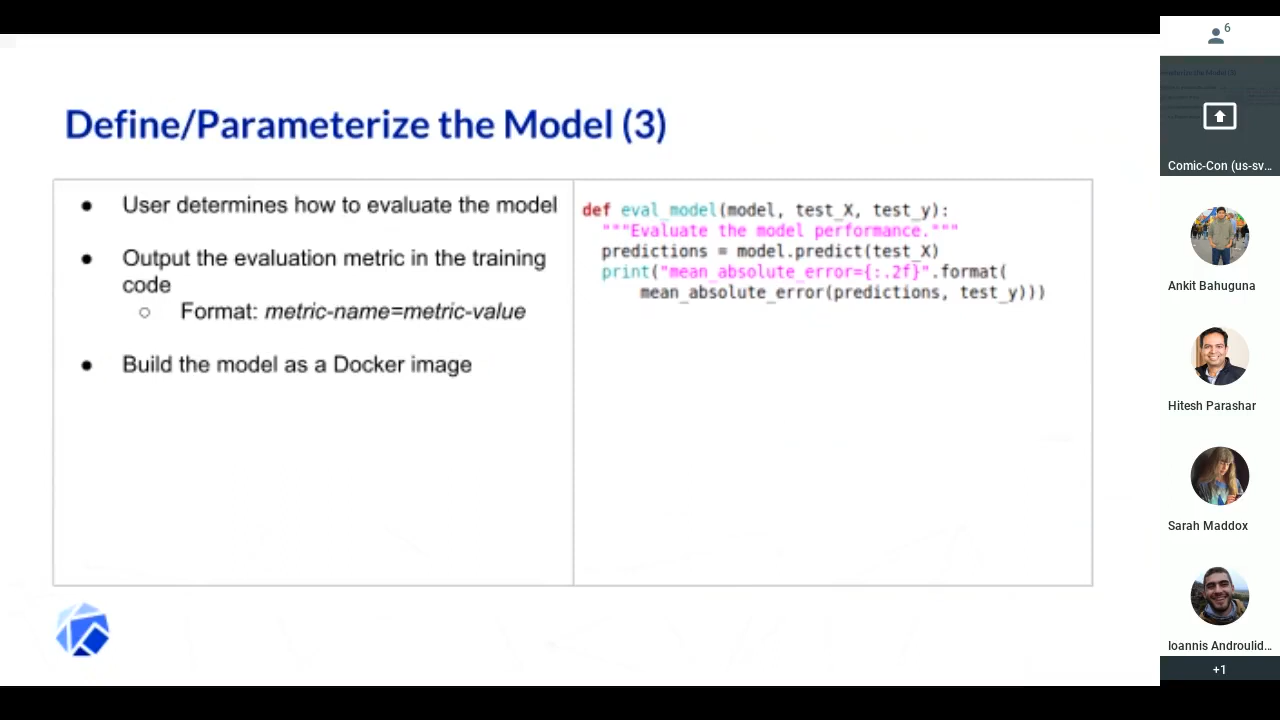 Define/Parameterize the Model (3)
● User determines how to evaluate the model
● Output the evaluation metric in the training
code
○ Format: metric-name=metric-value
● Build the model as a Docker image
def eval_model(model, test_X, test_y):
"""Evaluate the model performance."""
predictions = model.predict(test_X)
print("mean_absolute_error={:.2f}".format(
mean_absolute_error(predictions, test_y)))
6
Comic-Con (us-sv...
Ankit Bahuguna
Hitesh Parashar
Sarah Maddox
Ioannis Androulid...
+1